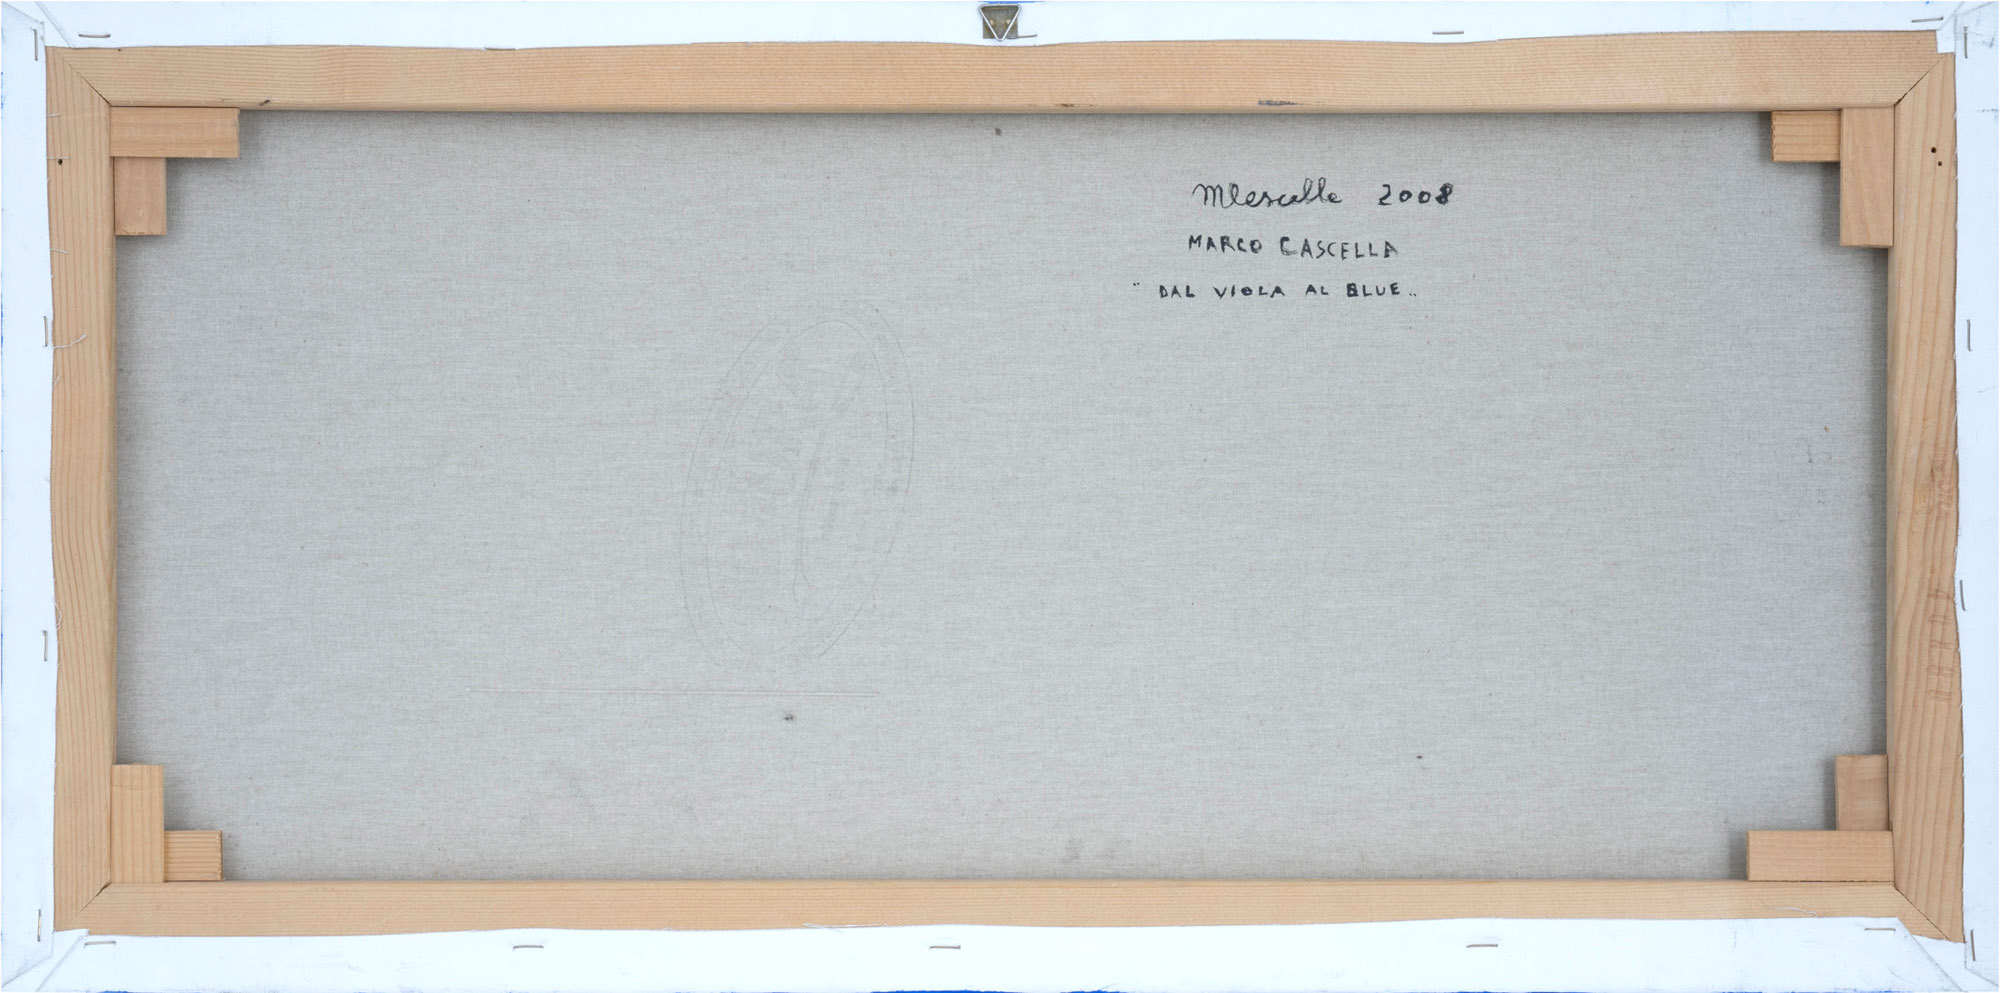 MCascella 2008
MARCO CASCELLA
"DAL VIOLA AL BLUE"